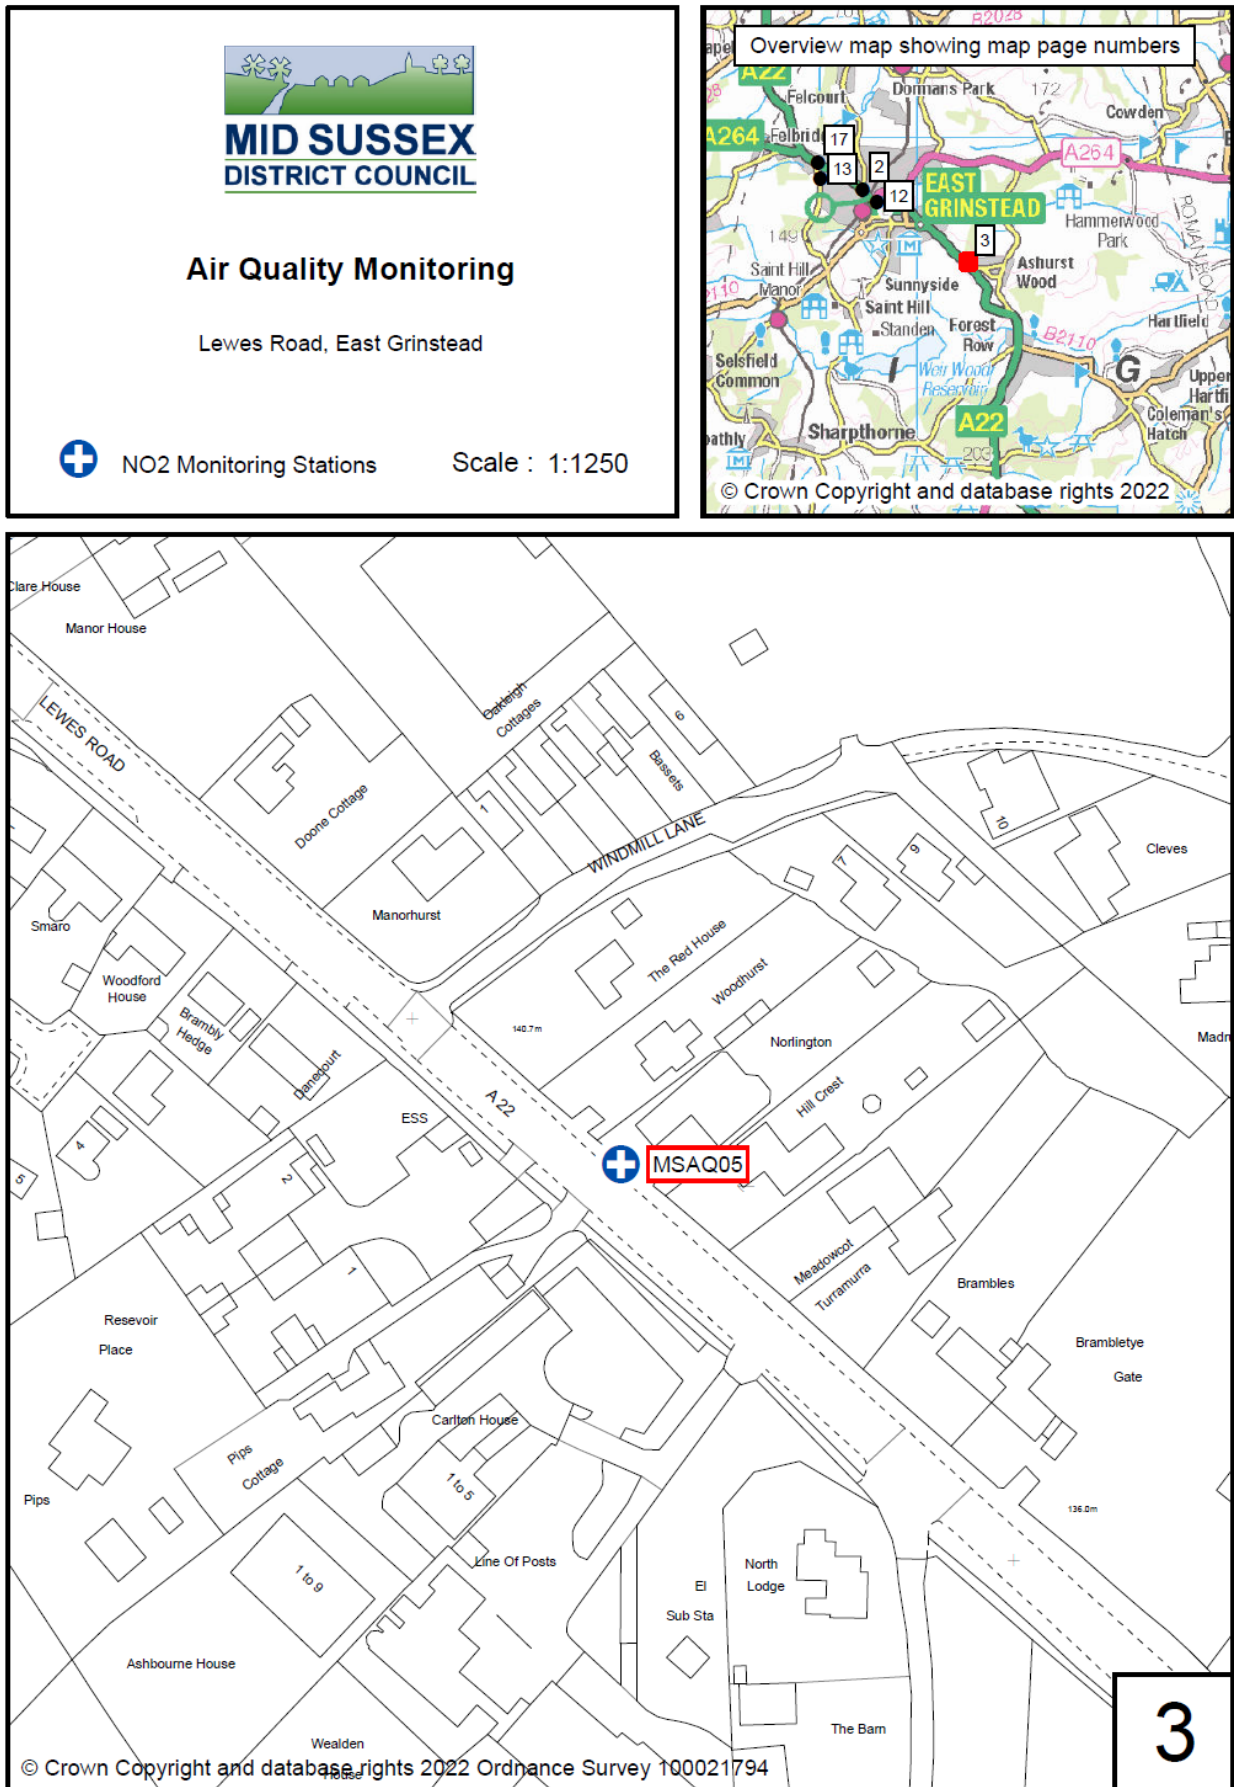 MID SUSSEX
DISTRICT COUNCIL
Air Quality Monitoring
Lewes Road, East Grinstead
NO2 Monitoring Stations
Scale : 1:1250
Overview map showing map page numbers
B2028
A22
Felcourt
Dormans Park
172
Cowden
A264
Felbridge
17
13
2
12
A264
EAST
GRINSTEAD
Hammerwood
Park
ROMAN ROAD
149
3
Saint Hill
Manor
Sunnyside
Ashurst
Wood
Saint Hill
Standen
Forest
Row
B2110
Hartfield
2110
Selsfield
Common
Weir Wood
Reservoir
I
G
Upper
Hartfi
Coleman's
Hatch
A22
Sharpthorne
oathly
203
© Crown Copyright and database rights 2022
Clare House
Manor House
LEWES ROAD
Oakleigh
Cottages
6
Bassets
Doone Cottage
1
WINDMILL LANE
10
Cleves
7
9
Manorhurst
Smaro
The Red House
Woodford
House
Woodhurst
Brambly
Hedge
140.7m
Norlington
Madru
Danecourt
Hill Crest
A 22
ESS
4
MSAQ05
5
2
Meadowcot
Turramurra
1
Brambles
Resevoir
Place
Brambletye
Gate
Carlton House
Pips
Cottage
1 to 5
Pips
136.0m
Line Of Posts
1 to 9
North
Lodge
El
Sub Sta
Ashbourne House
The Barn
Wealden
House
© Crown Copyright and database rights 2022 Ordnance Survey 100021794
3